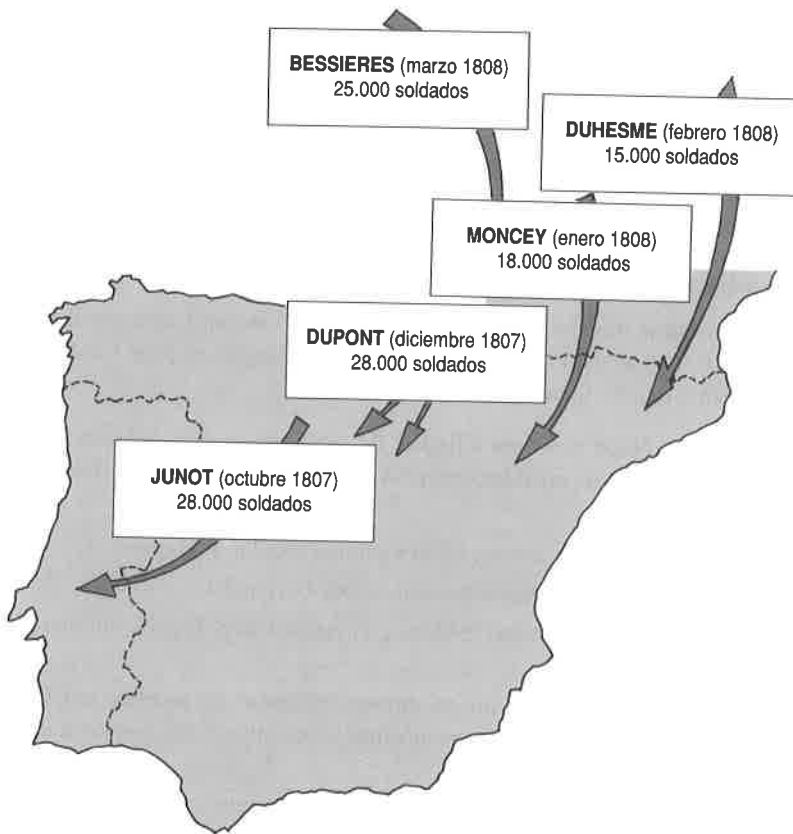 BESSIERES (marzo 1808)
25.000 soldados
DUHESME (febrero 1808)
15.000 soldados
MONCEY (enero 1808)
18.000 soldados
DUPONT (diciembre 1807)
28.000 soldados
JUNOT (octubre 1807)
28.000 soldados